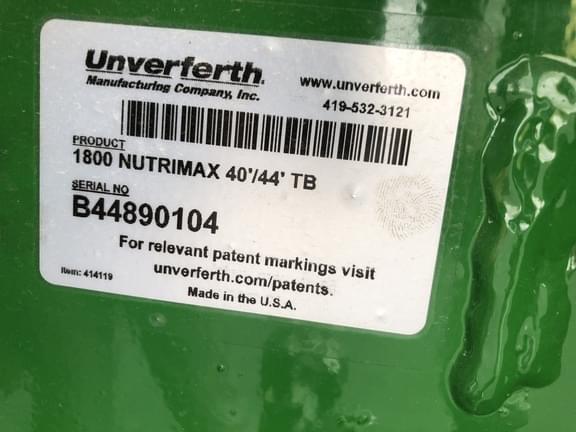 Unverferth
Manufacturing Company, Inc.
www.unverferth.com
419-532-3121
PRODUCT
1800 NUTRIMAX 40'/44' TB
SERIAL NO
B44890104
For relevant patent markings visit
unverferth.com/patents.
Item: 414119
Made in the U.S.A.